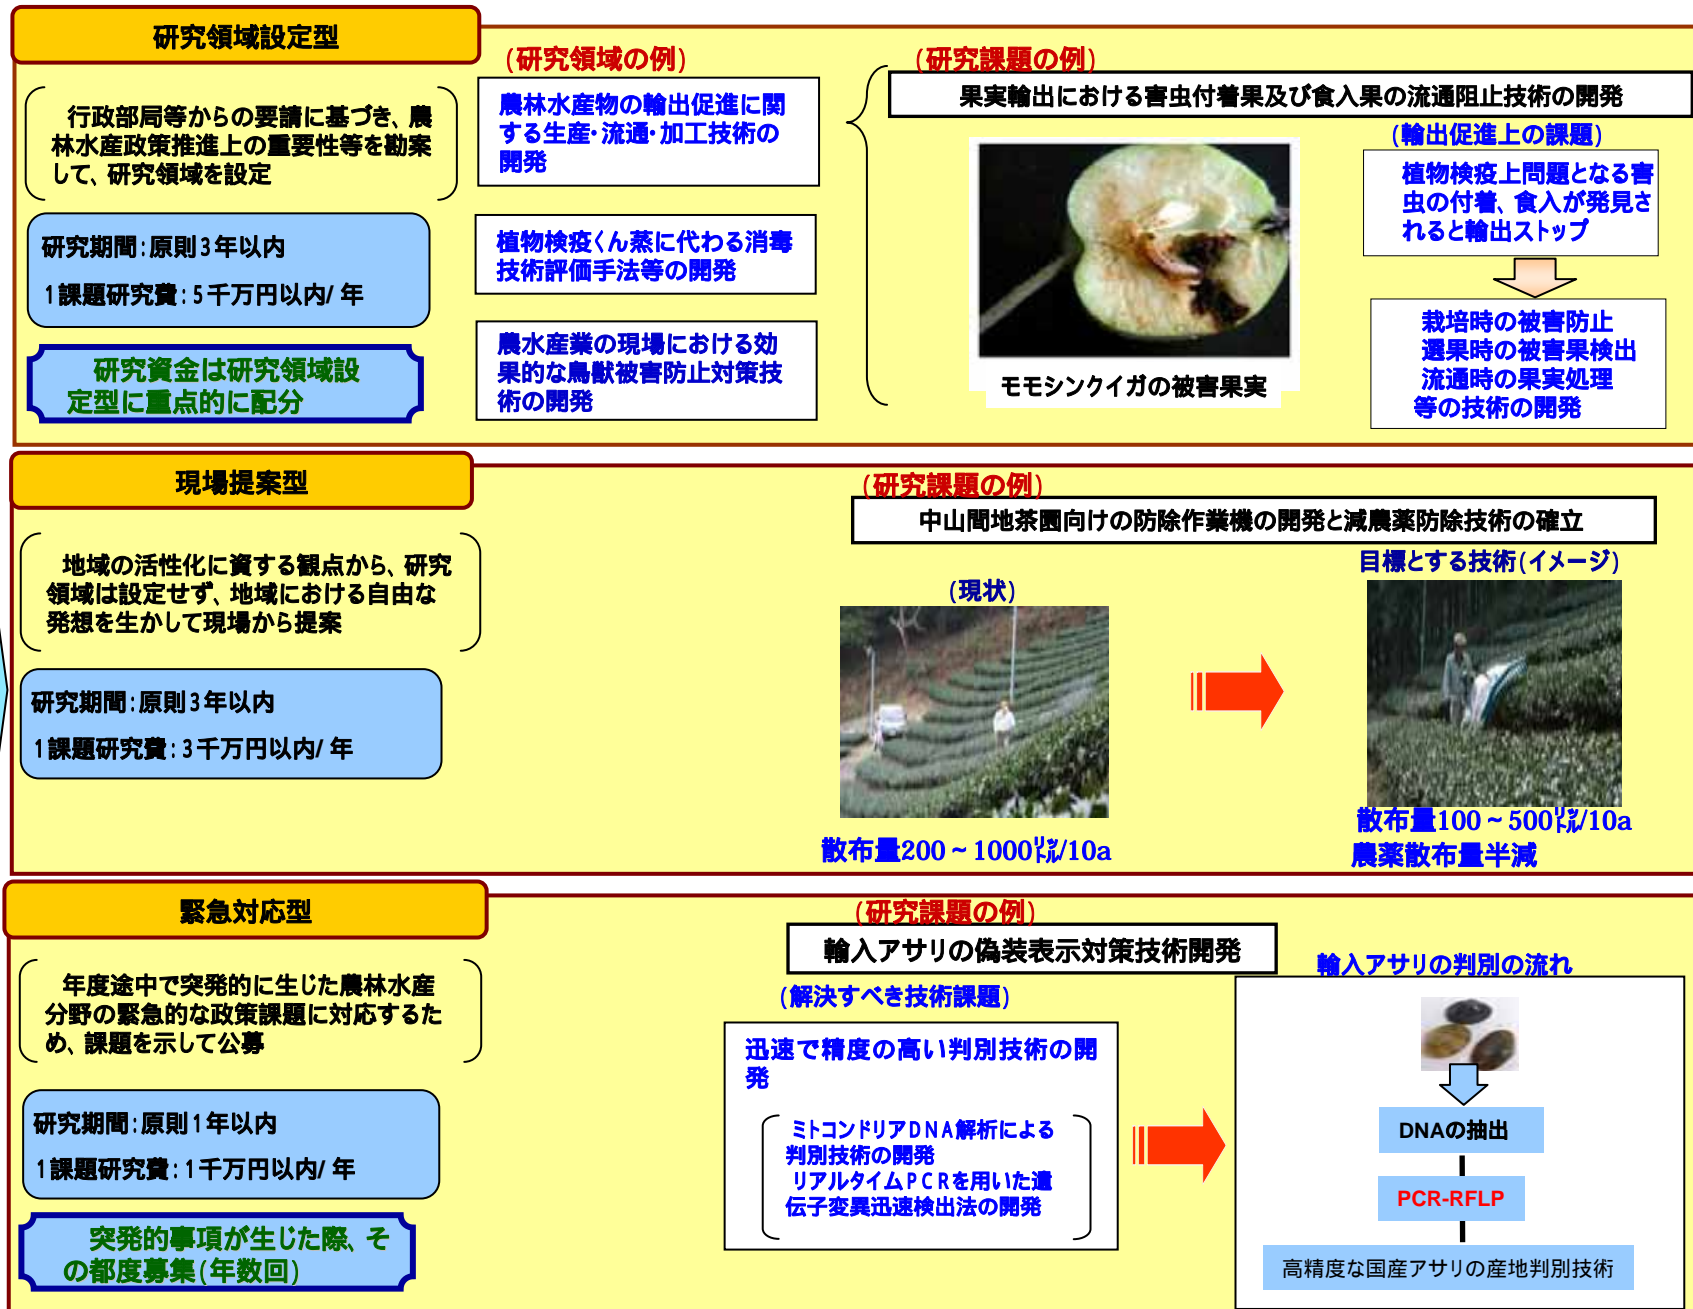 研究領域設定型
行政部局等からの要請に基づき、農
林水産政策推進上の重要性等を勘案
して、研究領域を設定
研究期間：原則3年以内
1課題研究費：5千万円以内/年
研究資金は研究領域設
定型に重点的に配分
(研究領域の例)
農林水産物の輸出促進に関
する生産・流通・加工技術の
開発
植物検疫くん蒸に代わる消毒
技術評価手法等の開発
農水産業の現場における効
果的な鳥獣被害防止対策技
術の開発
(研究課題の例)
果実輸出における害虫付着果及び食入果の流通阻止技術の開発
モモシンクイガの被害果実
(輸出促進上の課題)
植物検疫上問題となる害
虫の付着、食入が発見さ
れると輸出ストップ
栽培時の被害防止
選果時の被害果検出
流通時の果実処理
等の技術の開発
現場提案型
地域の活性化に資する観点から、研究
領域は設定せず、地域における自由な
発想を生かして現場から提案
研究期間：原則3年以内
1課題研究費：3千万円以内/年
(研究課題の例)
中山間地茶園向けの防除作業機の開発と減農薬防除技術の確立
(現状)
散布量200～1000㍑/10a
目標とする技術(イメージ)
散布量100～500㍑/10a
農薬散布量半減
緊急対応型
年度途中で突発的に生じた農林水産
分野の緊急的な政策課題に対応するた
め、課題を示して公募
研究期間：原則1年以内
1課題研究費：1千万円以内/年
突発的事項が生じた際、そ
の都度募集(年数回)
(研究課題の例)
輸入アサリの偽装表示対策技術開発
(解決すべき技術課題)
迅速で精度の高い判別技術の開
発
ミトコンドリアDNA解析による
判別技術の開発
リアルタイムPCRを用いた遺
伝子変異迅速検出法の開発
輸入アサリの判別の流れ
DNAの抽出
PCR-RFLP
高精度な国産アサリの産地判別技術